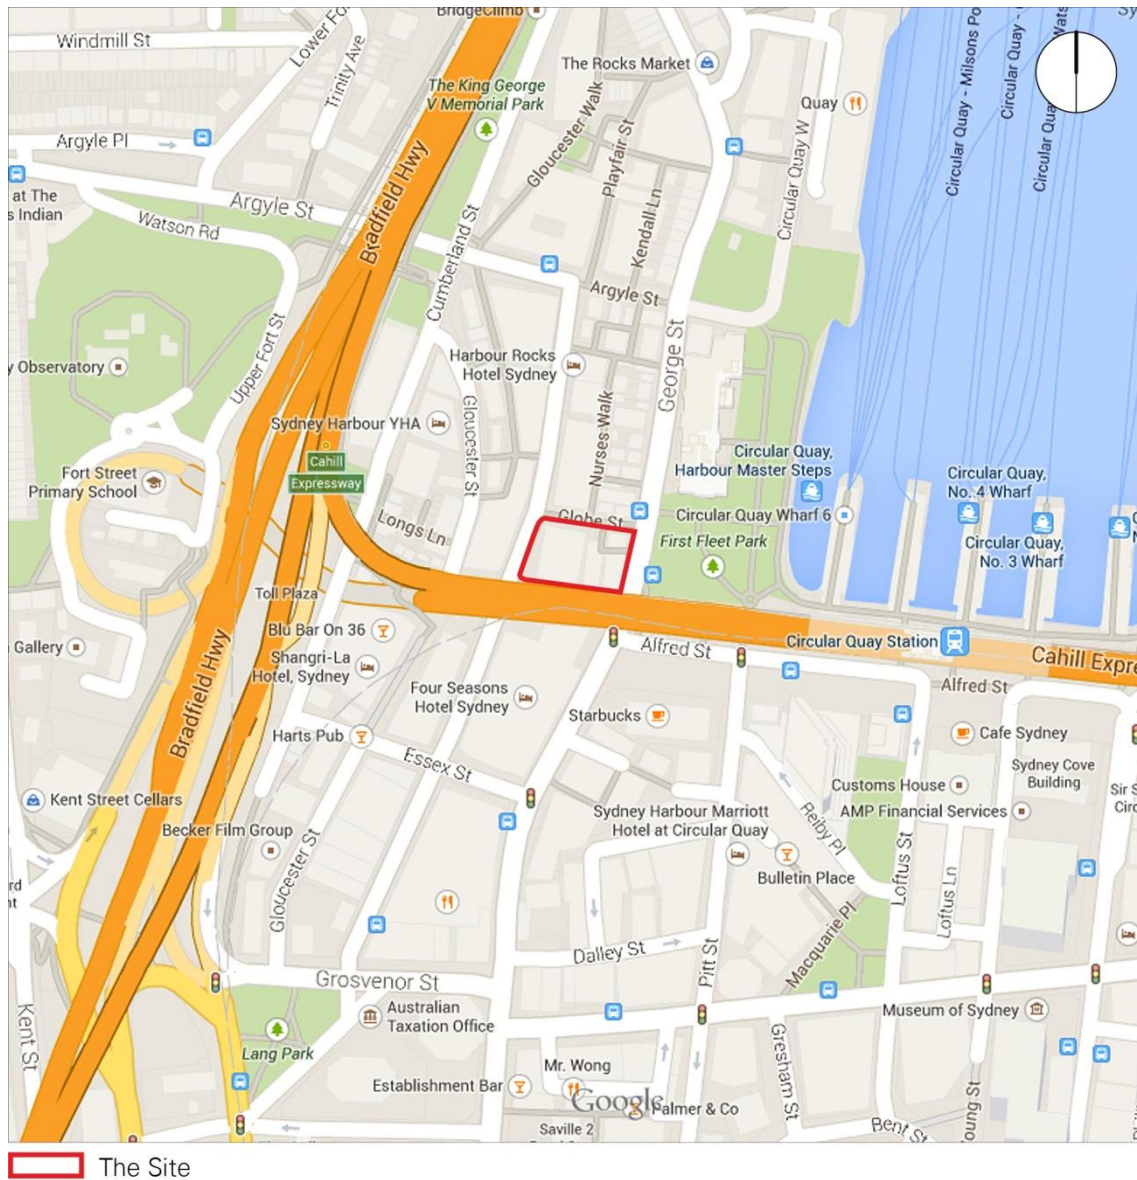 BridgeClimb
Windmill St
Lower Fo
Trinity Ave
The Rocks Market
The King George
V Memorial Park
Quay
Circular Quay - Milsons Po
Circular Quay -
Circular Qua
Argyle Pl
Bradfield Hwy
Gloucester Walk
Playfair St
Circular Quay W
at The
s Indian
Argyle St
Watson Rd
Kendall Ln
Cumberland St
Argyle St
Upper Fort St
George St
y Observatory
Harbour Rocks
Hotel Sydney
Nurses Walk
Gloucester St
Sydney Harbour YHA
Circular Quay,
Harbour Master Steps
Cahill
Expressway
Fort Street
Primary School
Circular Quay,
No. 4 Wharf
Longs Ln
Globe St
Circular Quay Wharf 6
First Fleet Park
Circular Quay,
No. 3 Wharf
Toll Plaza
Blu Bar On 36
Gallery
Alfred St
Circular Quay Station
Cahill Expre
Shangri-La
Hotel, Sydney
Bradfield Hwy
Four Seasons
Hotel Sydney
Alfred St
Starbucks
Harts Pub
Cafe Sydney
Essex St
Sydney Cove
Building
Kent Street Cellars
Customs House
Sir S
Circ
Sydney Harbour Marriott
Hotel at Circular Quay
AMP Financial Services
Reiby Pl
Becker Film Group
Gloucester St
Bulletin Place
Loftus St
Loftus Ln
Macquarie Pl
Dalley St
Pitt St
Grosvenor St
Kent St
Australian
Taxation Office
Museum of Sydney
Lang Park
Gresham St
Mr. Wong
Establishment Bar
Google
Palmer & Co
Saville 2
Bent St
Young St
The Site